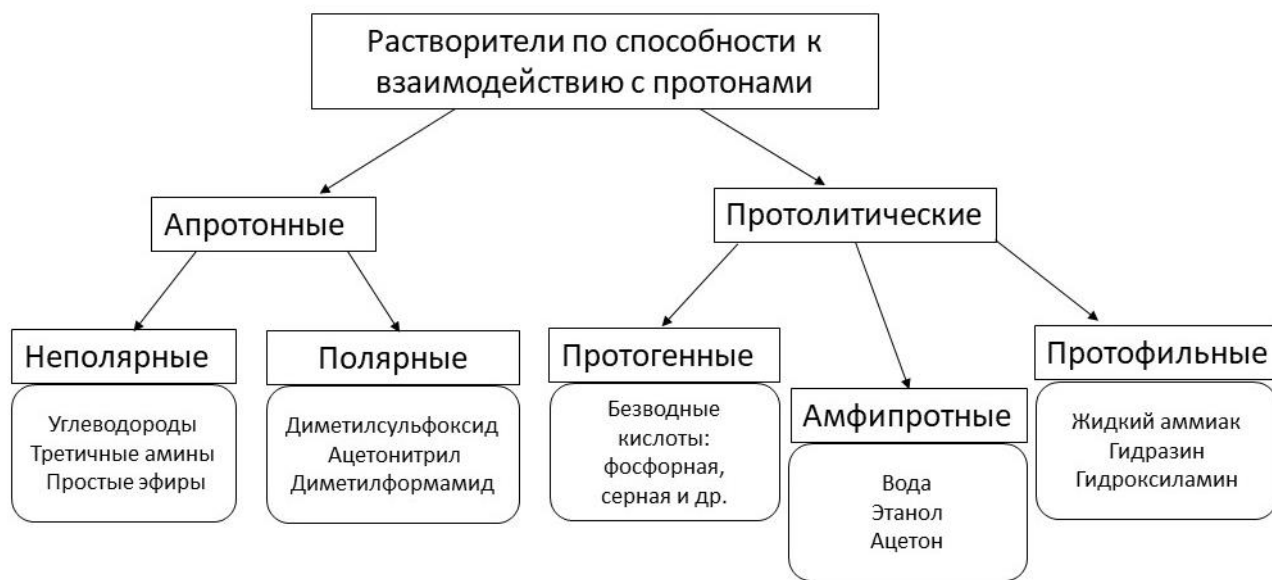 Растворители по способности к
взаимодействию с протонами
Апротонные
Протолитические
Неполярные
Углеводороды
Третичные амины
Простые эфиры
Полярные
Диметилсульфоксид
Ацетонитрил
Диметилформамид
Протогенные
Безводные
кислоты:
фосфорная,
серная и др.
Амфипротные
Вода
Этанол
Ацетон
Протофильные
Жидкий аммиак
Гидразин
Гидроксиламин